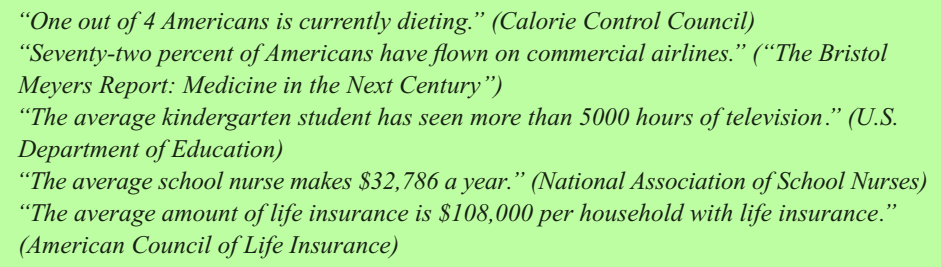 “One out of 4 Americans is currently dieting.” (Calorie Control Council)
“Seventy-two percent of Americans have flown on commercial airlines.” (“The Bristol
Meyers Report: Medicine in the Next Century”)
“The average kindergarten student has seen more than 5000 hours of television.” (U.S.
Department of Education)
“The average school nurse makes $32,786 a year.” (National Association of School Nurses)
“The average amount of life insurance is $108,000 per household with life insurance.”
(American Council of Life Insurance)